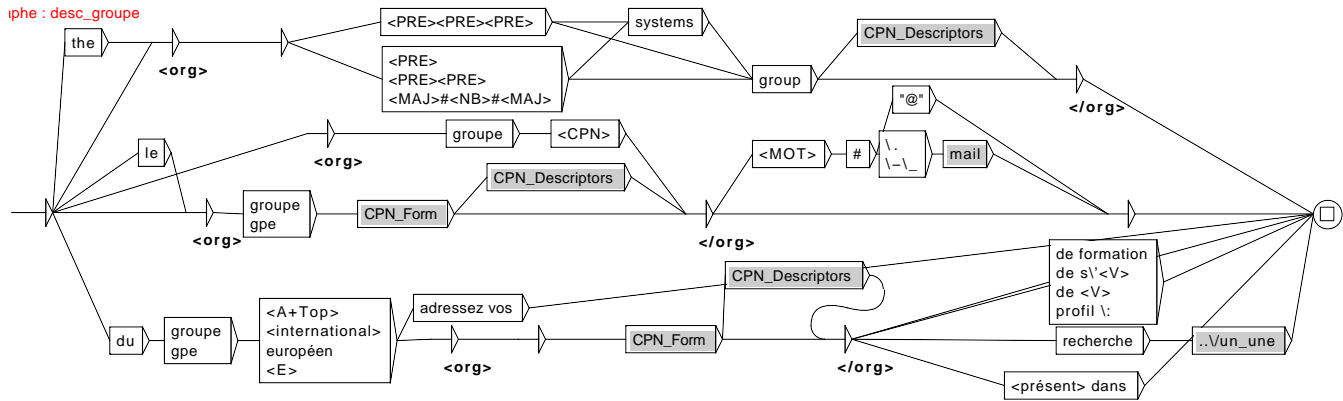 aphe : desc_groupe
<PRE><PRE><PRE>
systems
CPN_Descriptors
the
<org>
<PRE>
<PRE><PRE>
<MAJ>#<NB>#<MAJ>
group
</org>
"@"
le
<org>
groupe
<CPN>
<MOT>
#
\.
\–\_
mail
CPN_Descriptors
groupe
gpe
CPN_Form
<org>
</org>
CPN_Descriptors
de formation
de s\'<V>
de <V>
profil \:
<A+Top>
<international>
européen
<E>
adressez vos
du
groupe
gpe
<org>
CPN_Form
</org>
recherche
..\/un_une
<présent> dans